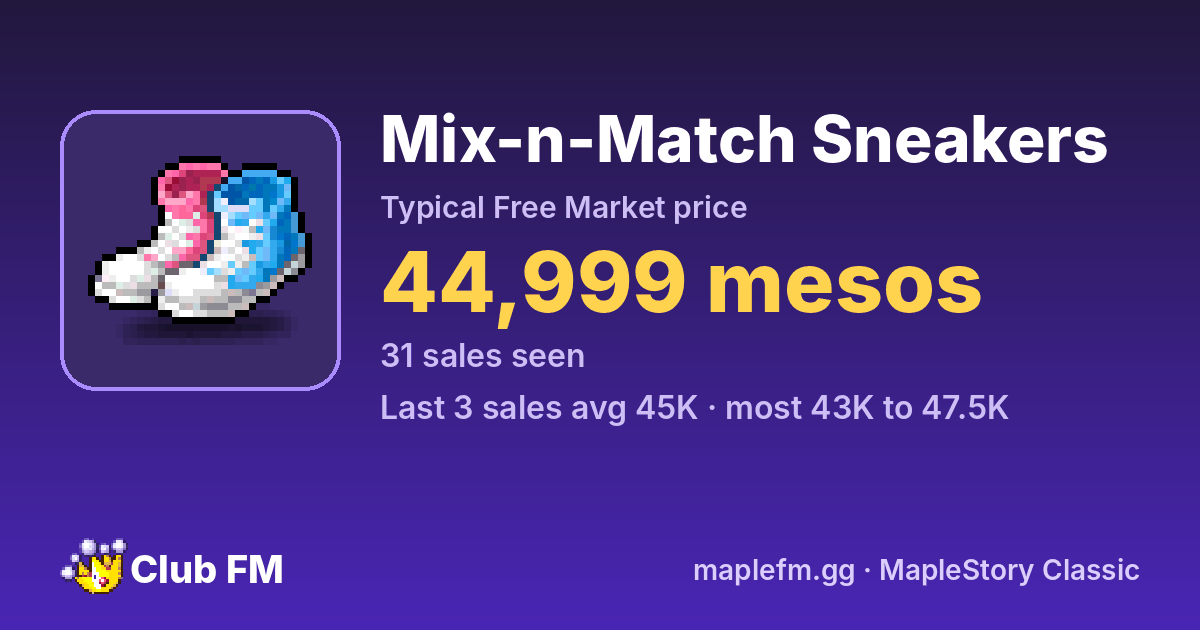 Mix-n-Match Sneakers
Typical Free Market price
44,999 mesos
31 sales seen
Last 3 sales avg 45K · most 43K to 47.5K
Club FM
maplefm.gg · MapleStory Classic